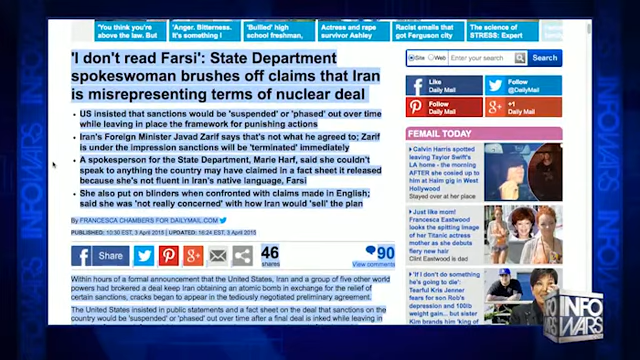 'You think you're
above the law. But
'Anger. Bitterness.
It's something of
'Bullied' high
school freshman,
Actress and rape
survivor Ashley
Racist emails that
got Ferguson city
The science of
STRESS: Expert
'I don't read Farsi': State Department
spokeswoman brushes off claims that Iran
is misrepresenting terms of nuclear deal
US insisted that sanctions would be 'suspended' or 'phased' out over time
while leaving in place the framework for punishing actions
Iran's Foreign Minister Javad Zarif says that's not what he agreed to; Zarif
is under the impression sanctions will be 'terminated' immediately
A spokesperson for the State Department, Marie Harf, said she couldn't
speak to anything the country may have claimed in a fact sheet it released
because she's not fluent in Iran's native language, Farsi
She also put on blinders when confronted with claims made in English;
said she was 'not really concerned' with how Iran would 'sell' the plan
By FRANCESCA CHAMBERS FOR DAILYMAIL.COM
PUBLISHED: 10:30 EST, 3 April 2015 | UPDATED: 16:24 EST, 3 April 2015
Share
46
shares
90
View comments
Within hours of a formal announcement that the United States, Iran and a group of five other world
powers had brokered a deal keep Iran obtaining an atomic bomb in exchange for the relief of
certain sanctions, cracks began to appear in the tediously negotiated preliminary agreement.
The United States insisted in public statements and a fact sheet on the deal that sanctions on the
country would be 'suspended' or 'phased' out over time after a final deal is inked while leaving in
Site Web
Enter your search
Search
Like
Daily Mail
Follow
@DailyMail
Follow
Daily Mail
+1
Daily Mail
FEMAIL TODAY
Calvin Harris spotted
leaving Taylor Swift's
LA home - the morning
AFTER she cosied up
to him at Haim gig in West
Hollywood
Stayed over at her place
Just like mom!
Francesca Eastwood
looks the spitting image
of her Titanic actress
mother as she debuts
fiery new hair
Clint Eastwood is dad
'If I don't do something
he's going to die':
Tearful Kris Jenner
fears for son Rob's
depression and 100lb
weight gain... but sister
Kim brands him 'king of
INFOWARS
INFO
WARS
.COM